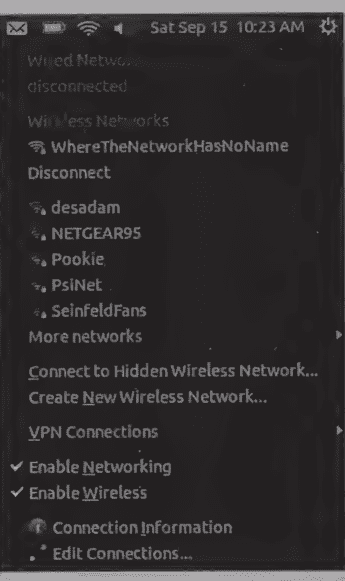 Sat Sep 15 10:23 AM
Wired Network
disconnected
Wireless Networks
WhereTheNetworkHasNoName
Disconnect
desadam
NETGEAR95
Pookie
PsiNet
SeinfeldFans
More networks
Connect to Hidden Wireless Network...
Create New Wireless Network...
VPN Connections
Enable Networking
Enable Wireless
Connection Information
Edit Connections...